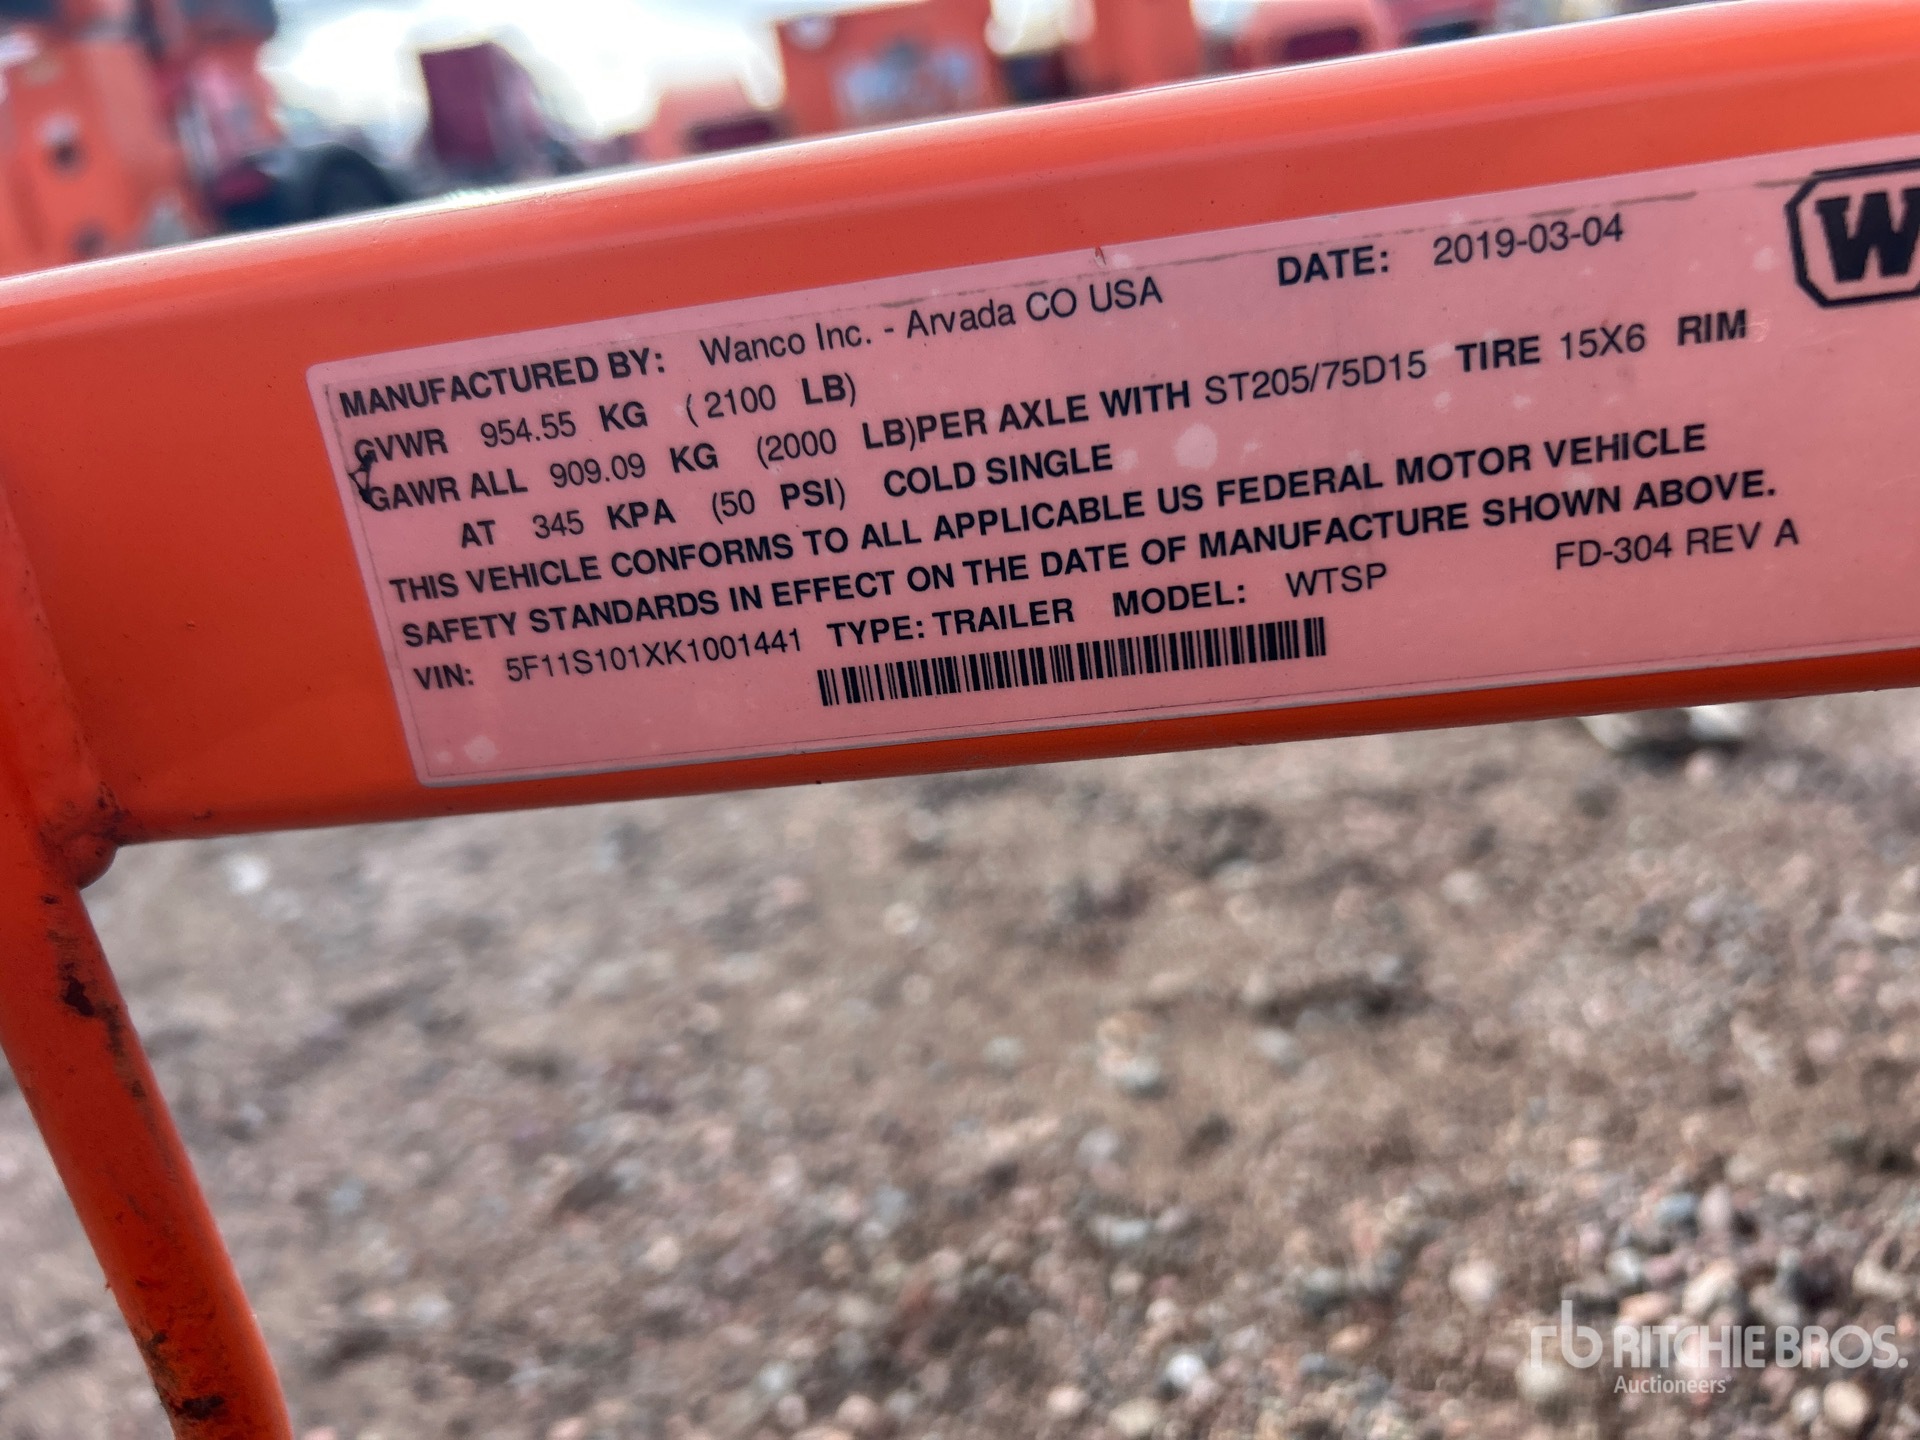 MANUFACTURED BY: Wanco Inc. - Arvada CO USA DATE: 2019-03-04
W
GVWR 954.55 KG (2100 LB)
GAWR ALL 909.09 KG (2000 LB)PER AXLE WITH ST205/75D15 TIRE 15X6 RIM
AT 345 KPA (50 PSI) COLD SINGLE
THIS VEHICLE CONFORMS TO ALL APPLICABLE US FEDERAL MOTOR VEHICLE
SAFETY STANDARDS IN EFFECT ON THE DATE OF MANUFACTURE SHOWN ABOVE.
VIN: 5F11S101XK1001441 TYPE: TRAILER MODEL: WTSP FD-304 REV A
rb RITCHIE BROS.
Auctioneers